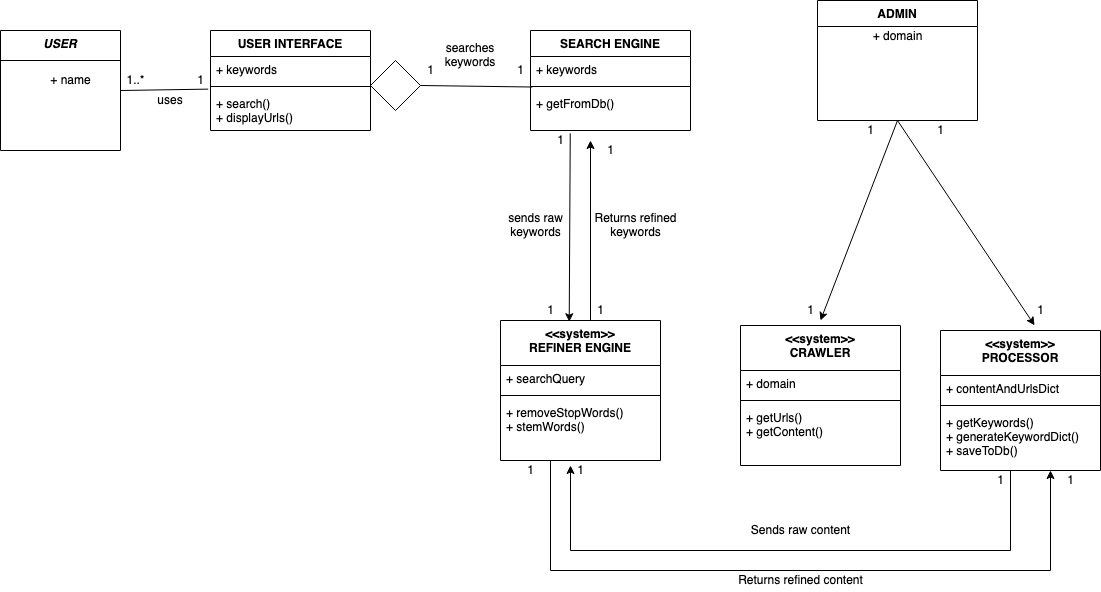 USER
+ name
1..*
1
uses
USER INTERFACE
+ keywords
+ search()
+ displayUrls()
searches
keywords
1
1
SEARCH ENGINE
+ keywords
+ getFromDb()
ADMIN
+ domain
1
1
1
1
sends raw
keywords
Returns refined
keywords
1
1
1
1
<<system>>
REFINER ENGINE
+ searchQuery
+ removeStopWords()
+ stemWords()
<<system>>
CRAWLER
+ domain
+ getUrls()
+ getContent()
<<system>>
PROCESSOR
+ contentAndUrlsDict
+ getKeywords()
+ generateKeywordDict()
+ saveToDb()
1
1
1
1
Sends raw content
Returns refined content